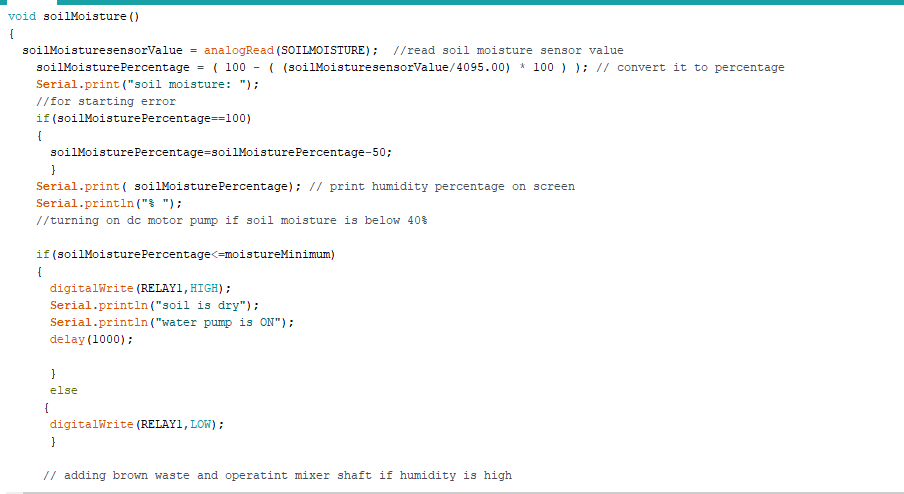 void soilMoisture()
{
soilMoisturesensorValue = analogRead(SOILMOISTURE);  //read soil moisture sensor value
soilMoisturePercentage = ( 100 - ( (soilMoisturesensorValue/4095.00) * 100 ) ); // convert it to percentage
Serial.print("soil moisture: ");
//for starting error
if(soilMoisturePercentage==100)
{
soilMoisturePercentage=soilMoisturePercentage-50;
}
Serial.print( soilMoisturePercentage); // print humidity percentage on screen
Serial.println("% ");
//turning on dc motor pump if soil moisture is below 40%
if(soilMoisturePercentage<=moistureMinimum)
{
digitalWrite(RELAY1,HIGH);
Serial.println("soil is dry");
Serial.println("water pump is ON");
delay(1000);
}
else
{
digitalWrite(RELAY1,LOW);
}
// adding brown waste and operatint mixer shaft if humidity is high